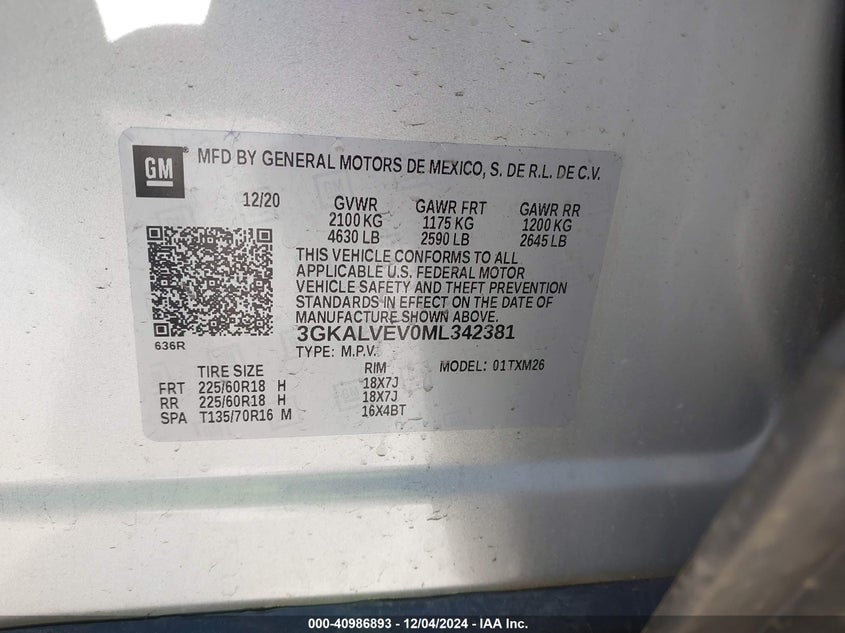 GM MFD BY GENERAL MOTORS DE MEXICO, S. DE R.L. DE C.V.
12/20 GVWR GAWR FRT GAWR RR
2100 KG 1175 KG 1200 KG
4630 LB 2590 LB 2645 LB
THIS VEHICLE CONFORMS TO ALL
APPLICABLE U.S. FEDERAL MOTOR
VEHICLE SAFETY AND THEFT PREVENTION
STANDARDS IN EFFECT ON THE DATE OF
MANUFACTURE SHOWN ABOVE.
3GKALVEV0ML342381
636R TYPE: M.P.V. MODEL: 01TXM26
TIRE SIZE RIM
FRT 225/60R18 H 18X7J
RR 225/60R18 H 18X7J
SPA T135/70R16 M 16X4BT
000-40986893 - 12/04/2024 - IAA Inc.